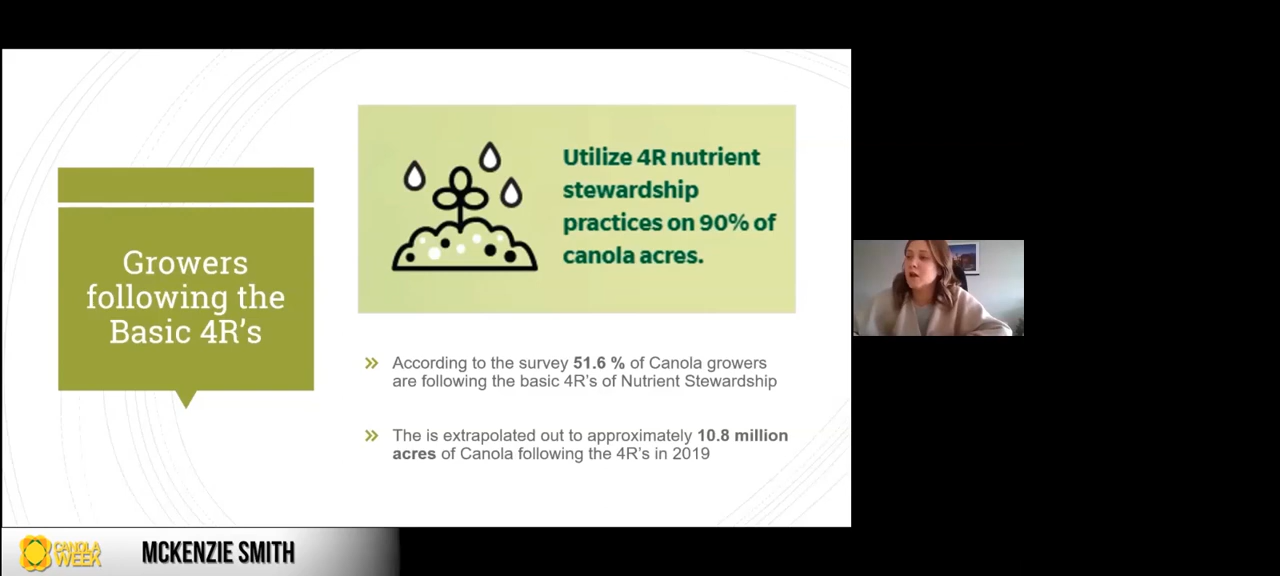 Growers
following the
Basic 4R's
Utilize 4R nutrient
stewardship
practices on 90% of
canola acres.
According to the survey 51.6 % of Canola growers
are following the basic 4R's of Nutrient Stewardship
The is extrapolated out to approximately 10.8 million
acres of Canola following the 4R's in 2019
CANOLA
WEEK
MCKENZIE SMITH